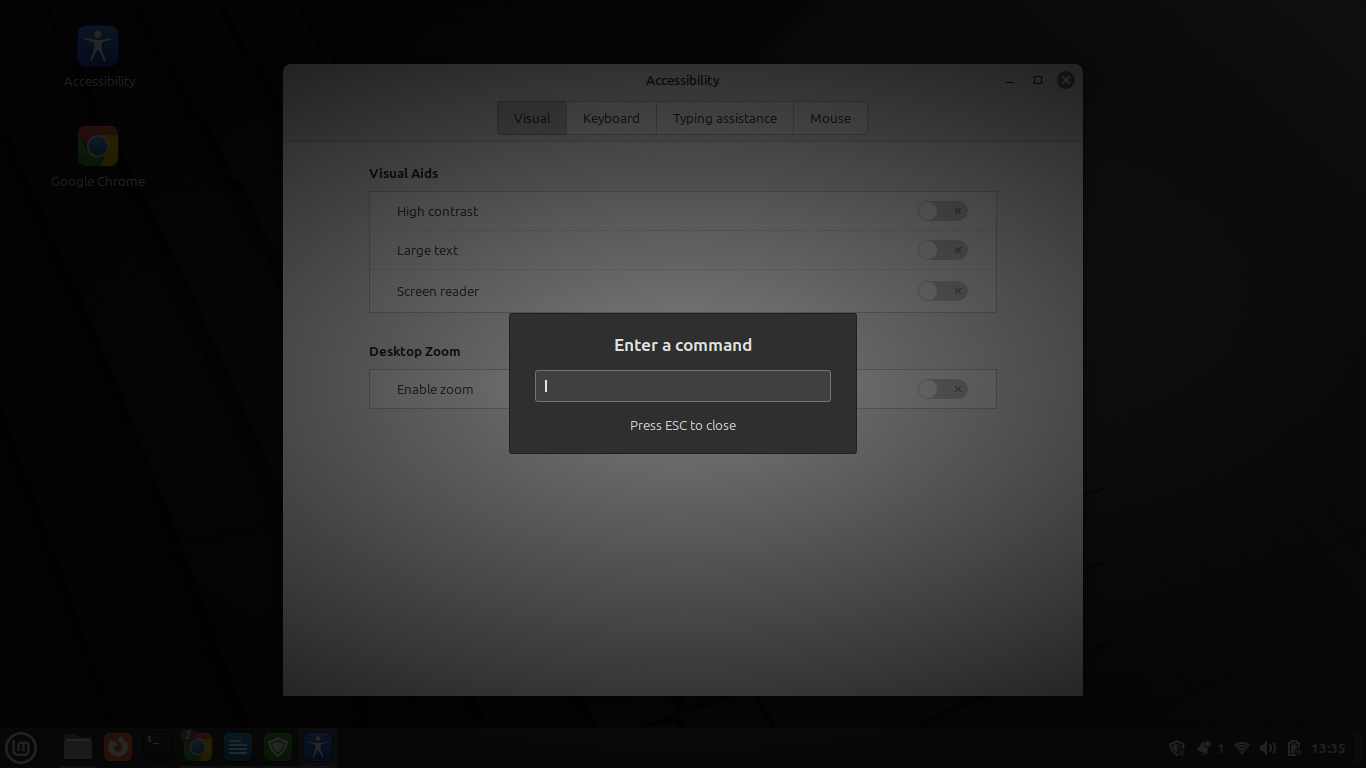 Accessibility
Google Chrome
Accessibility
Visual
Keyboard
Typing assistance
Mouse
Visual Aids
High contrast
Large text
Screen reader
Desktop Zoom
Enable zoom
Enter a command
Press ESC to close
$_
2
1
13:35